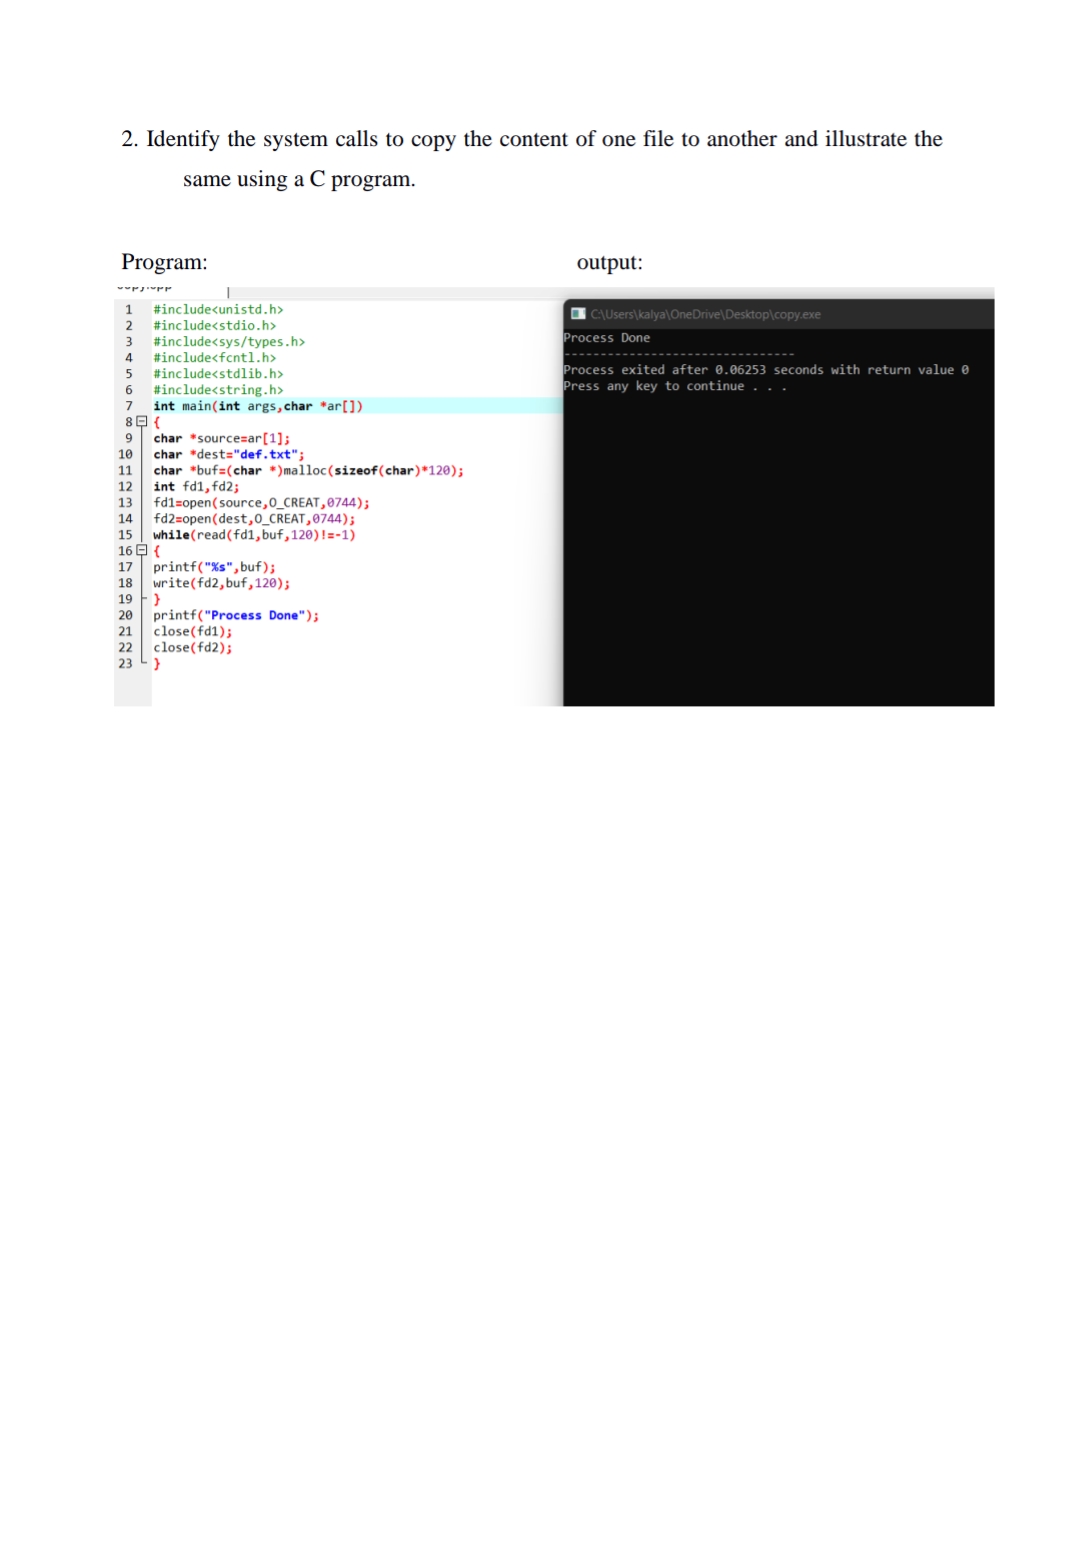 2. Identify the system calls to copy the content of one file to another and illustrate the
same using a C program.
Program:
output:
1 #include<unistd.h>
2 #include<stdio.h>
3 #include<sys/types.h>
4 #include<fcntl.h>
5 #include<stdlib.h>
6 #include<string.h>
7 int main(int args,char *ar[])
8 {
9 char *source=ar[1];
10 char *dest="def.txt";
11 char *buf=(char *)malloc(sizeof(char)*120);
12 int fd1,fd2;
13 fd1=open(source,O_CREAT,0744);
14 fd2=open(dest,O_CREAT,0744);
15 while(read(fd1,buf,120)!=-1)
16 {
17 printf("%s",buf);
18 write(fd2,buf,120);
19 }
20 printf("Process Done");
21 close(fd1);
22 close(fd2);
23 }
C:\Users\kalya\OneDrive\Desktop\copy.exe
Process Done
--------------------------------
Process exited after 0.06253 seconds with return value 0
Press any key to continue . . .